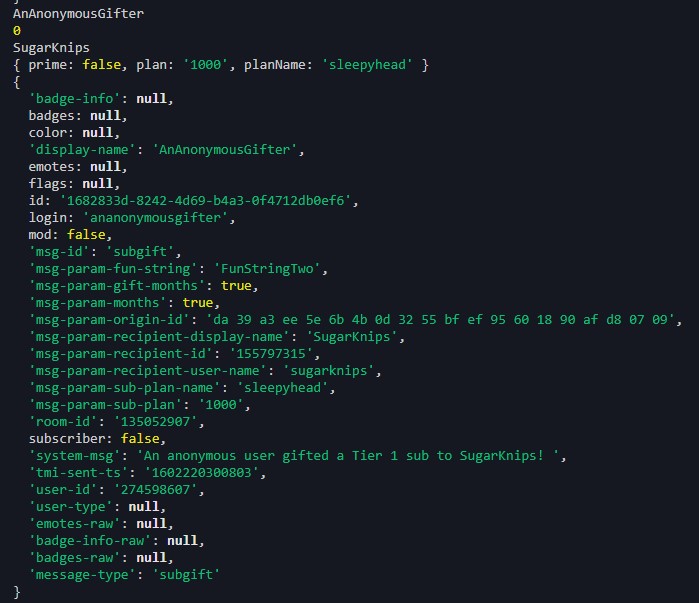 }
AnAnonymousGifter
0
SugarKnips
{ prime: false, plan: '1000', planName: 'sleepyhead' }
{
  'badge-info': null,
  badges: null,
  color: null,
  'display-name': 'AnAnonymousGifter',
  emotes: null,
  flags: null,
  id: '1682833d-8242-4d69-b4a3-0f4712db0ef6',
  login: 'ananonymousgifter',
  mod: false,
  'msg-id': 'subgift',
  'msg-param-fun-string': 'FunStringTwo',
  'msg-param-gift-months': true,
  'msg-param-months': true,
  'msg-param-origin-id': 'da 39 a3 ee 5e 6b 4b 0d 32 55 bf ef 95 60 18 90 af d8 07 09',
  'msg-param-recipient-display-name': 'SugarKnips',
  'msg-param-recipient-id': '155797315',
  'msg-param-recipient-user-name': 'sugarknips',
  'msg-param-sub-plan-name': 'sleepyhead',
  'msg-param-sub-plan': '1000',
  'room-id': '135052907',
  subscriber: false,
  'system-msg': 'An anonymous user gifted a Tier 1 sub to SugarKnips! ',
  'tmi-sent-ts': '1602220300803',
  'user-id': '274598607',
  'user-type': null,
  'emotes-raw': null,
  'badge-info-raw': null,
  'badges-raw': null,
  'message-type': 'subgift'
}